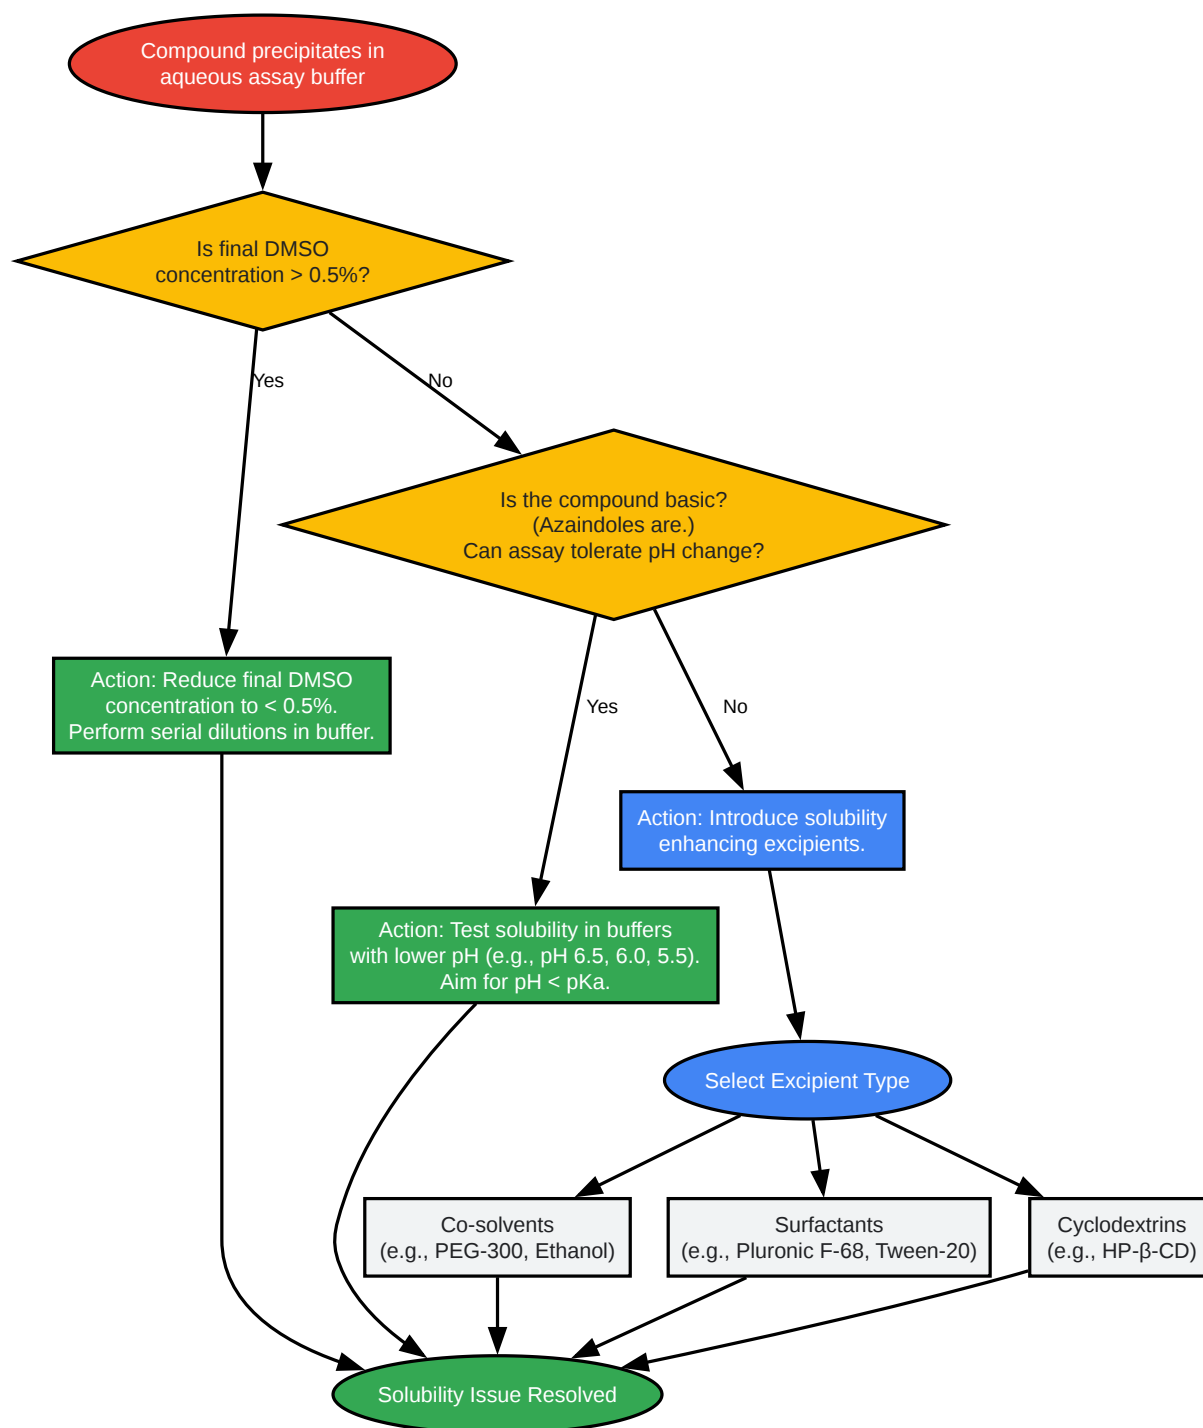 Compound precipitates in
aqueous assay buffer
Is final DMSO
concentration > 0.5%?
Yes
No
Is the compound basic?
(Azaindoles are.)
Can assay tolerate pH change?
Action: Reduce final DMSO
concentration to < 0.5%.
Perform serial dilutions in buffer.
Yes
No
Action: Introduce solubility
enhancing excipients.
Action: Test solubility in buffers
with lower pH (e.g., pH 6.5, 6.0, 5.5).
Aim for pH < pKa.
Select Excipient Type
Co-solvents
(e.g., PEG-300, Ethanol)
Surfactants
(e.g., Pluronic F-68, Tween-20)
Cyclodextrins
(e.g., HP-β-CD)
Solubility Issue Resolved